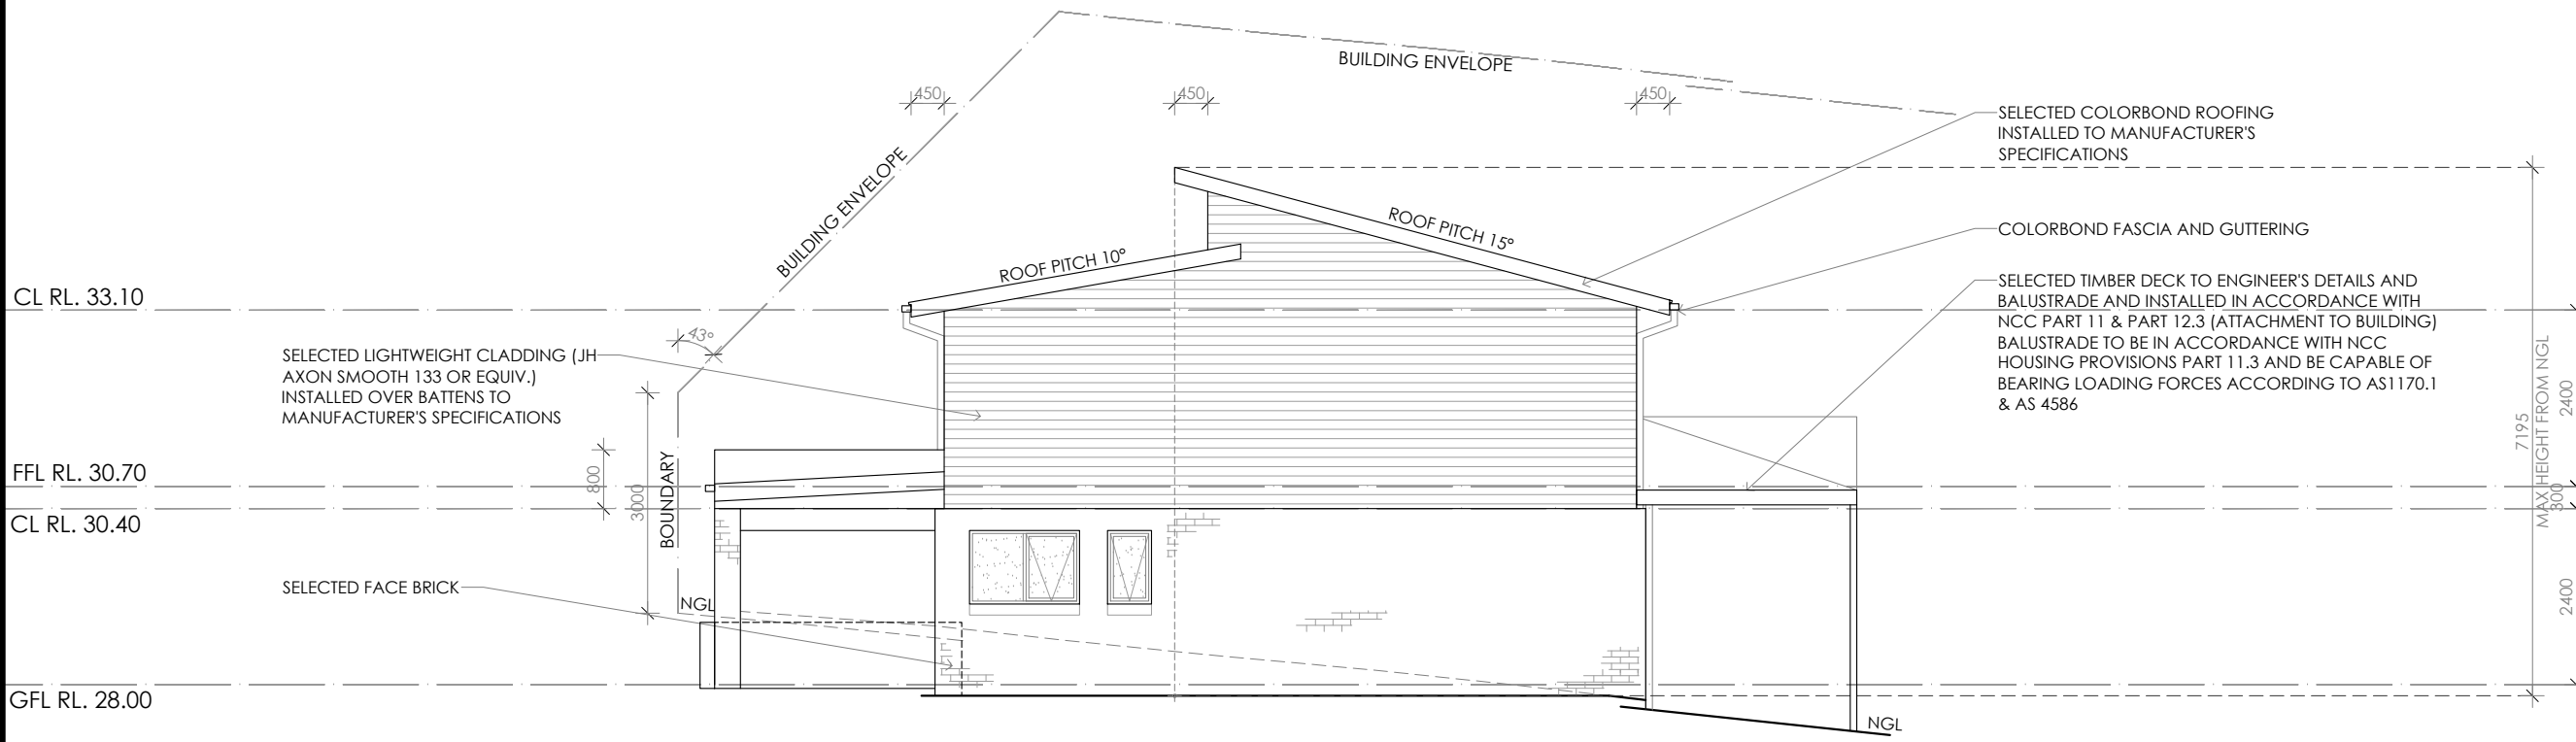 BUILDING ENVELOPE
450
450
450
SELECTED COLORBOND ROOFING
INSTALLED TO MANUFACTURER'S
SPECIFICATIONS
BUILDING ENVELOPE
ROOF PITCH 15°
COLORBOND FASCIA AND GUTTERING
ROOF PITCH 10°
SELECTED TIMBER DECK TO ENGINEER'S DETAILS AND
BALUSTRADE AND INSTALLED IN ACCORDANCE WITH
NCC PART 11 & PART 12.3 (ATTACHMENT TO BUILDING)
BALUSTRADE TO BE IN ACCORDANCE WITH NCC
HOUSING PROVISIONS PART 11.3 AND BE CAPABLE OF
BEARING LOADING FORCES ACCORDING TO AS1170.1
& AS 4586
CL RL. 33.10
43°
SELECTED LIGHTWEIGHT CLADDING (JH
AXON SMOOTH 133 OR EQUIV.)
INSTALLED OVER BATTENS TO
MANUFACTURER'S SPECIFICATIONS
7195
MAX HEIGHT FROM NGL
2400
FFL RL. 30.70
800
3000
BOUNDARY
300
CL RL. 30.40
SELECTED FACE BRICK
NGL
2400
GFL RL. 28.00
NGL